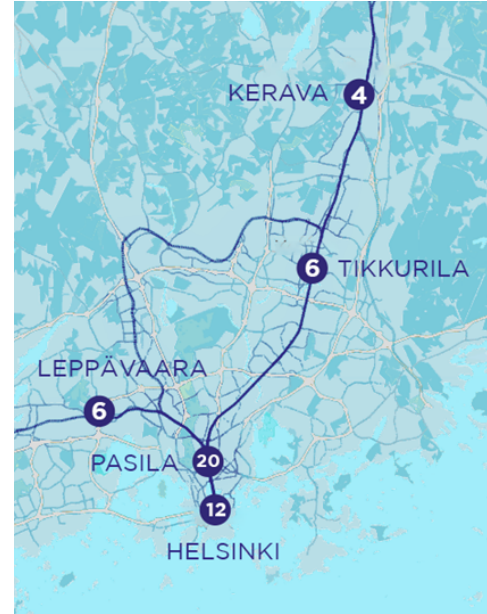 KERAVA 4
6 TIKKURILA
LEPPÄVAARA
6
PASILA 20
12
HELSINKI